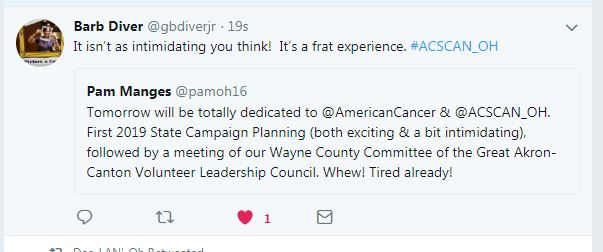 Barb Diver @gbdiverjr · 19s
It isn't as intimidating you think! It's a frat experience. #ACSCAN_OH
Pam Manges @pamoh16
Tomorrow will be totally dedicated to @AmericanCancer & @ACSCAN_OH.
First 2019 State Campaign Planning (both exciting & a bit intimidating),
followed by a meeting of our Wayne County Committee of the Great Akron-
Canton Volunteer Leadership Council. Whew! Tired already!
1